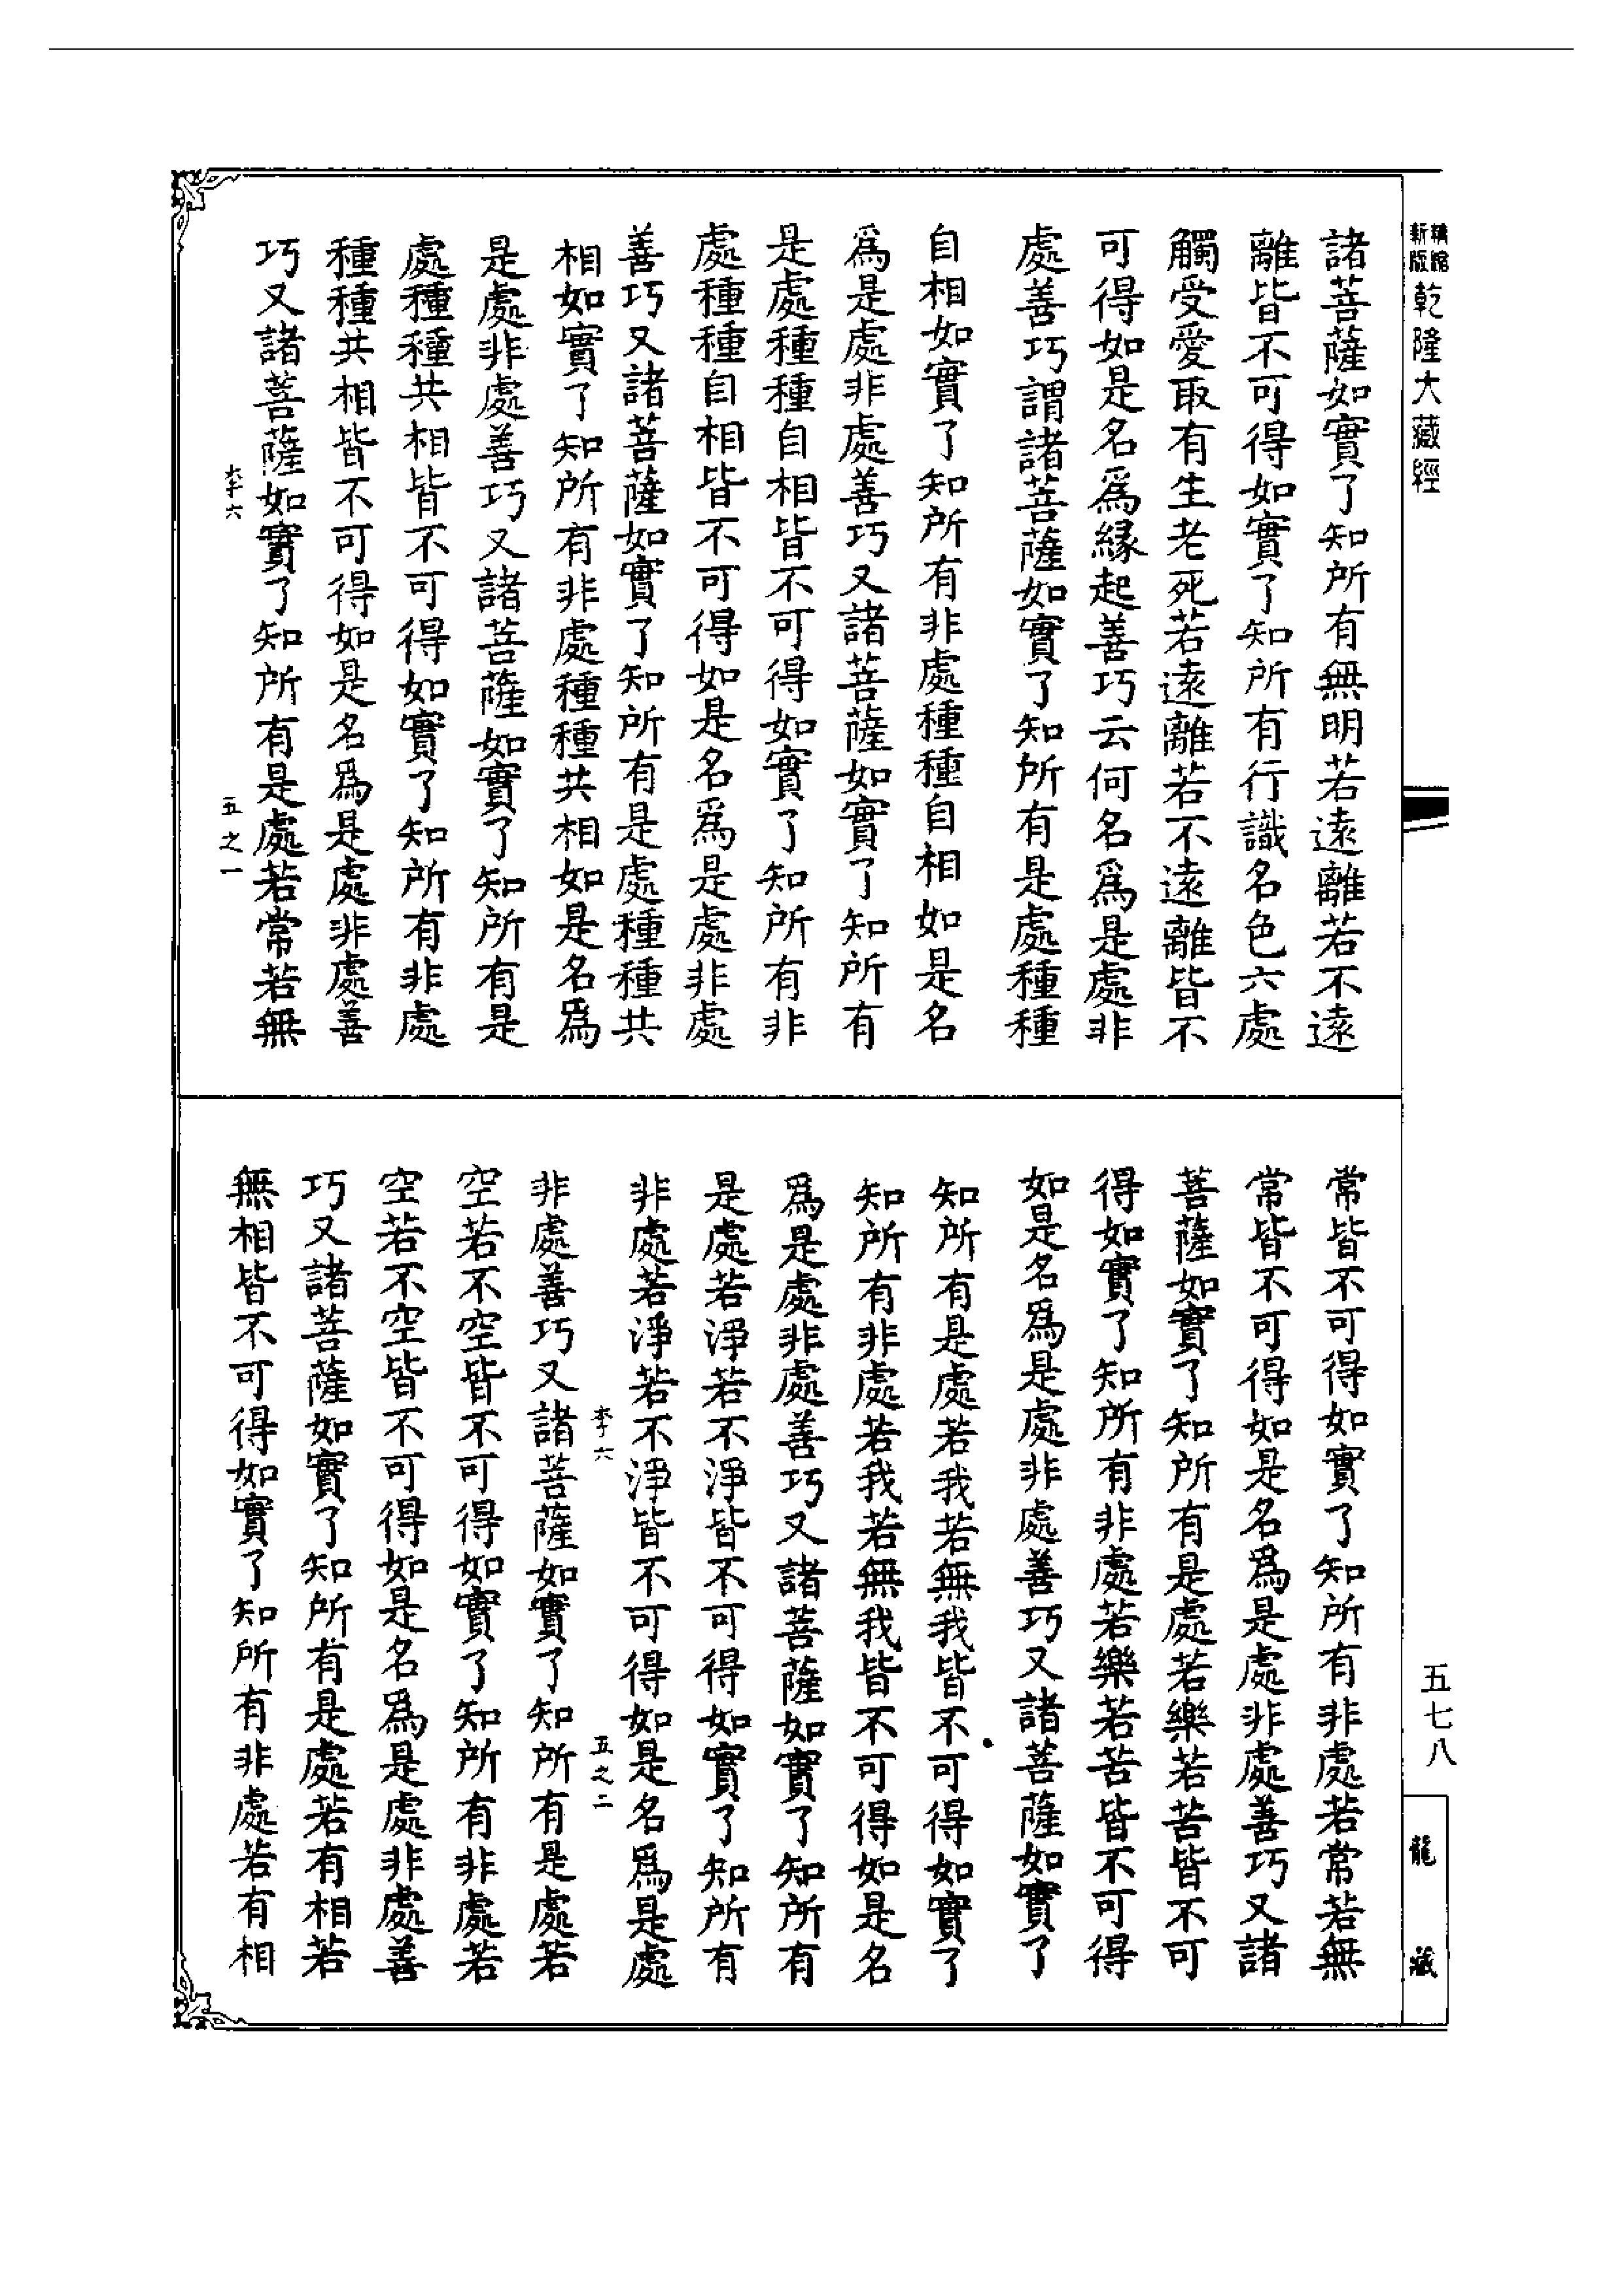 諸菩薩如實了知所有無明若遠離若不遠
離皆不可得如實了知所有行識名色六處
觸受愛取有生老死若遠離若不遠離皆不
可得如是名爲緣起善巧云何名爲是處非
處善巧謂諸菩薩如實了知所有是處種種
自相如實了知所有非處種種自相如是名
爲是處非處善巧又諸菩薩如實了知所有
是處種種自相皆不可得如實了知所有非
處種種自相皆不可得如是名爲是處非處
善巧又諸菩薩如實了知所有是處種種共
相如實了知所有非處種種共相如是名爲
是處非處善巧又諸菩薩如實了知所有是
處種種共相皆不可得如實了知所有非處
種種共相皆不可得如是名爲是處非處善
巧又諸菩薩如實了知所有是處若常若無
李六 五之一
常皆不可得如實了知所有非處若常若無
常皆不可得如是名爲是處非處善巧又諸
菩薩如實了知所有是處若樂若苦皆不可
得如實了知所有非處若樂若苦皆不可得
如是名爲是處非處善巧又諸菩薩如實了
知所有是處若我若無我皆不可得如實了
知所有非處若我若無我皆不可得如是名
爲是處非處善巧又諸菩薩如實了知所有
是處若淨若不淨皆不可得如實了知所有
非處若淨若不淨皆不可得如是名爲是處
李六 五之二
非處善巧又諸菩薩如實了知所有是處若
空若不空皆不可得如實了知所有非處若
空若不空皆不可得如是名爲是處非處善
巧又諸菩薩如實了知所有是處若有相若
無相皆不可得如實了知所有非處若有相
新版乾隆大藏經
五七八
龍藏